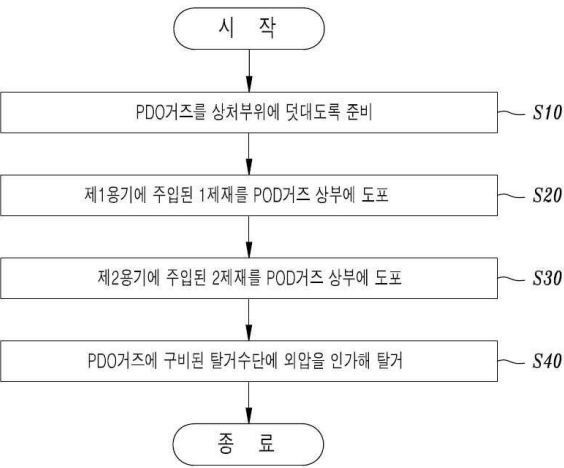 시 작
PDO거즈를 상처부위에 덧대도록 준비 S10
제1용기에 주입된 1제재를 POD거즈 상부에 도포 S20
제2용기에 주입된 2제재를 POD거즈 상부에 도포 S30
PDO거즈에 구비된 탈거수단에 외압을 인가해 탈거 S40
종 료